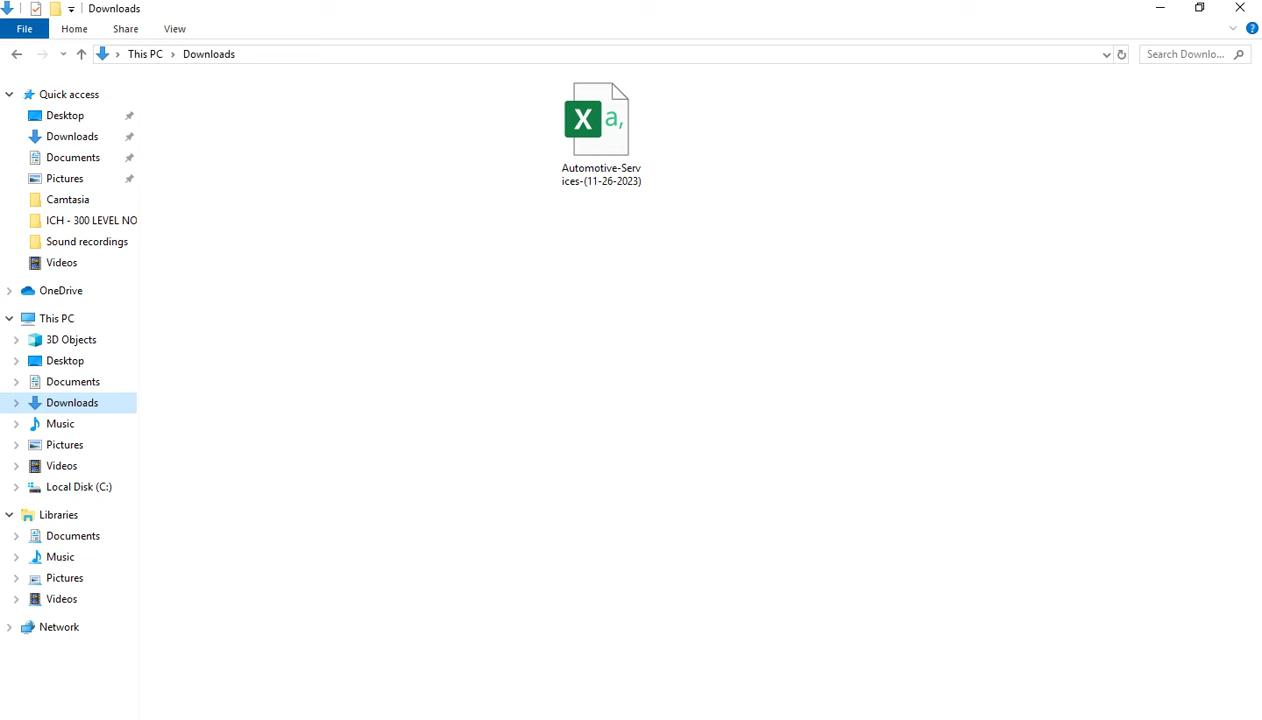 Downloads
File Home Share View
This PC Downloads
Search Downlo...
Quick access
Desktop
Downloads
Documents
Pictures
Camtasia
ICH - 300 LEVEL NO
Sound recordings
Videos
OneDrive
This PC
3D Objects
Desktop
Documents
Downloads
Music
Pictures
Videos
Local Disk (C:)
Libraries
Documents
Music
Pictures
Videos
Network
X a,
Automotive-Serv
ices-(11-26-2023)